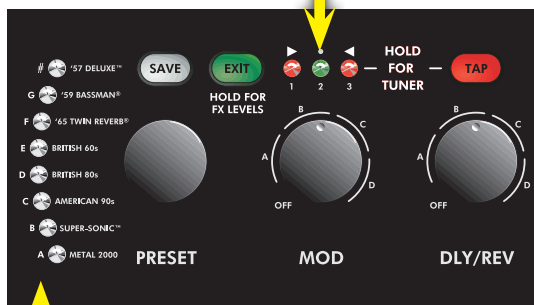 # '57 DELUXE™
G '59 BASSMAN®
F '65 TWIN REVERB®
E BRITISH 60s
D BRITISH 80s
C AMERICAN 90s
B SUPER-SONIC™
A METAL 2000
SAVE
EXIT
HOLD FOR
FX LEVELS
1 2 3
HOLD
FOR
TUNER
TAP
PRESET
A B C D
OFF
MOD
A B C D
OFF
DLY/REV